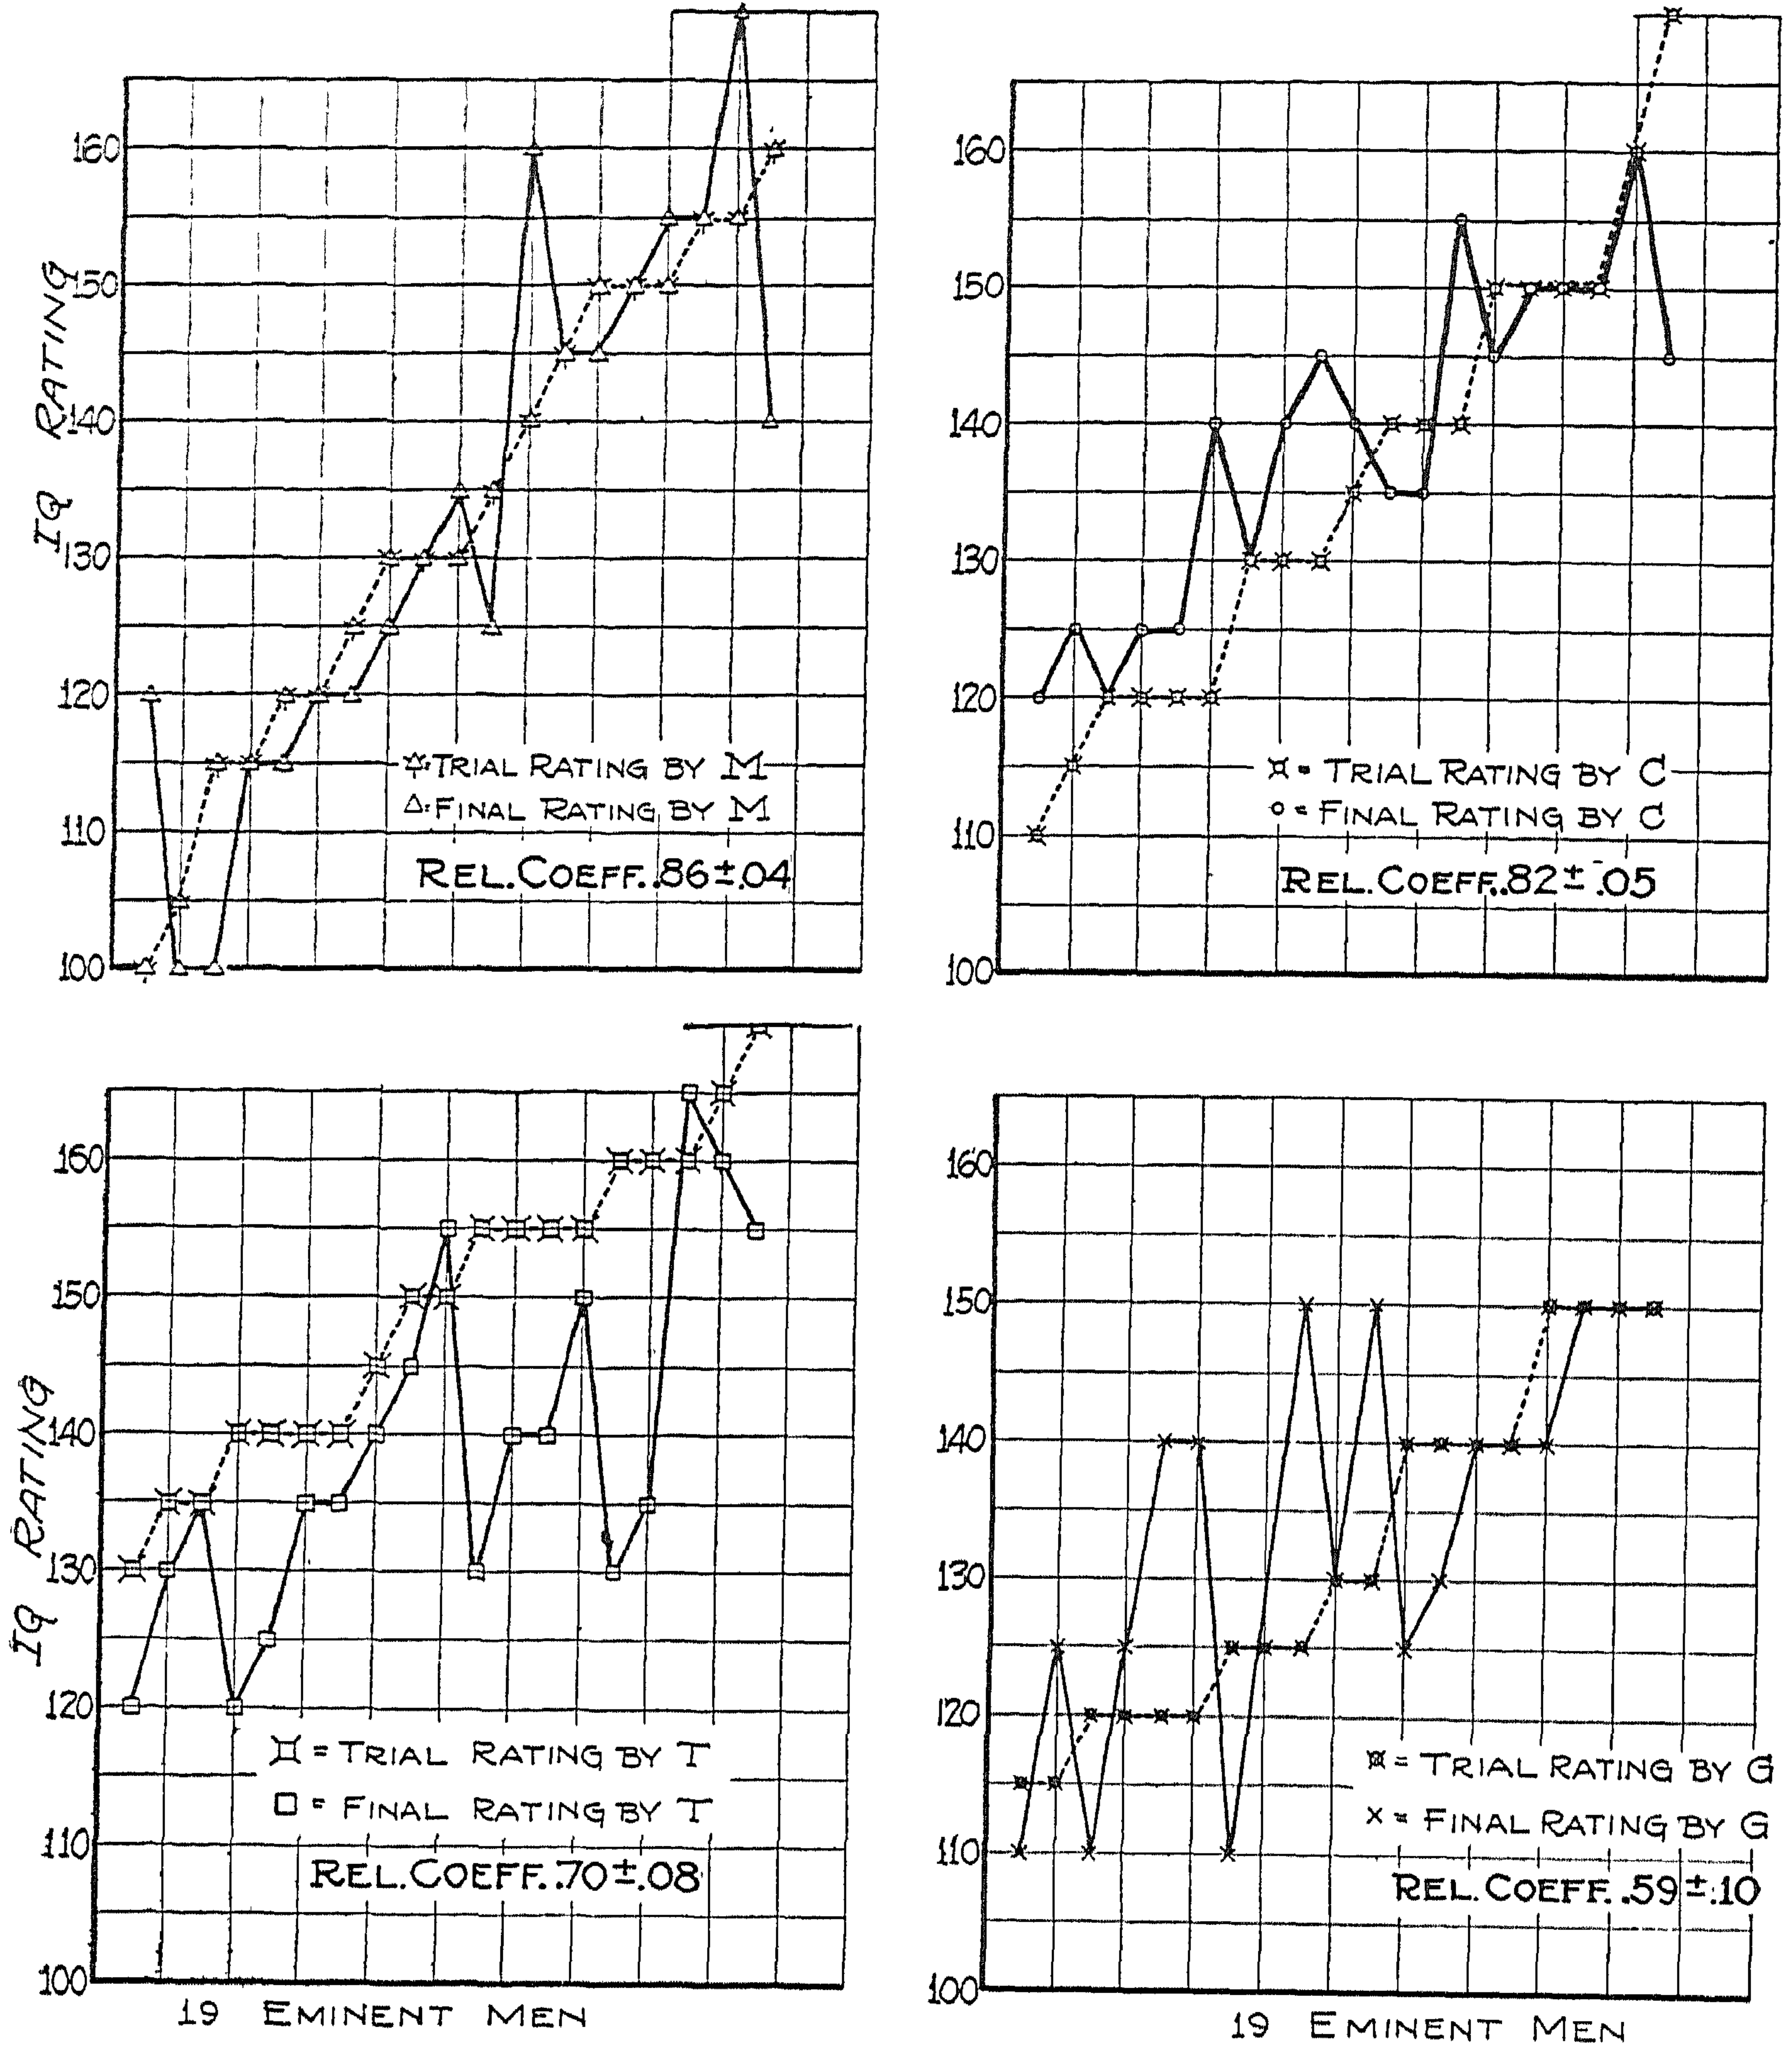 160
150
140
130
120
110
100
IQ RATING
TRIAL RATING BY M
FINAL RATING BY M
REL. COEFF. .86 ± .04
160
150
140
130
120
110
100
= TRIAL RATING BY C
= FINAL RATING BY C
REL. COEFF. .82 ± .05
160
150
140
130
120
110
100
IQ RATING
= TRIAL RATING BY T
= FINAL RATING BY T
REL. COEFF. .70 ± .08
19 EMINENT MEN
160
150
140
130
120
110
100
= TRIAL RATING BY G
= FINAL RATING BY G
REL. COEFF. .59 ± .10
19 EMINENT MEN